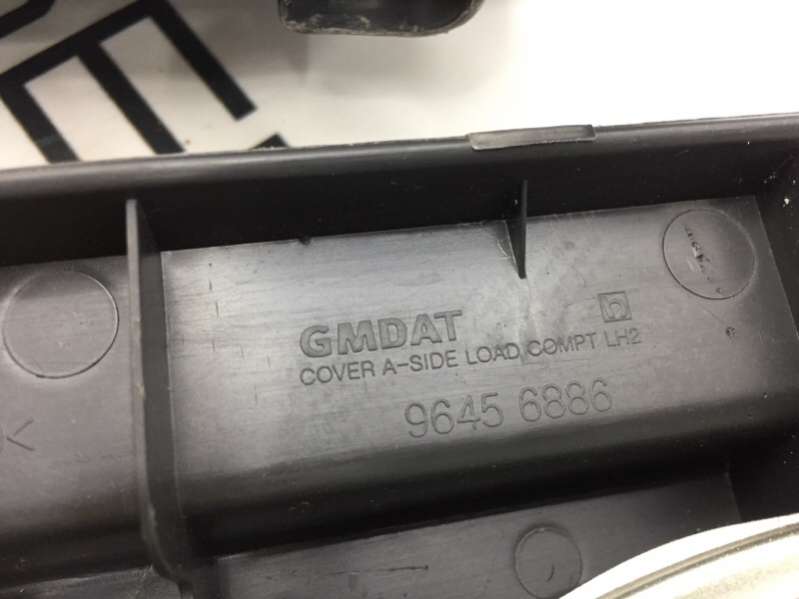 GMDAT
COVER A-SIDE LOAD, COMPT LH2
9645 6886